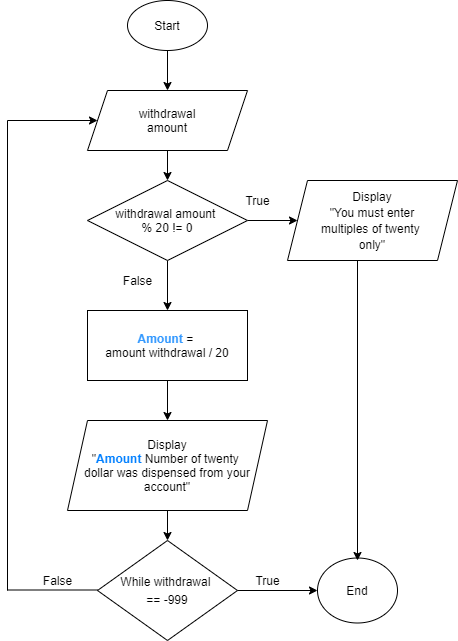 Start
withdrawal
amount
withdrawal amount
% 20 != 0
True
Display
"You must enter
multiples of twenty
only"
False
Amount =
amount withdrawal / 20
Display
"Amount Number of twenty
dollar was dispensed from your
account"
While withdrawal
== -999
False
True
End